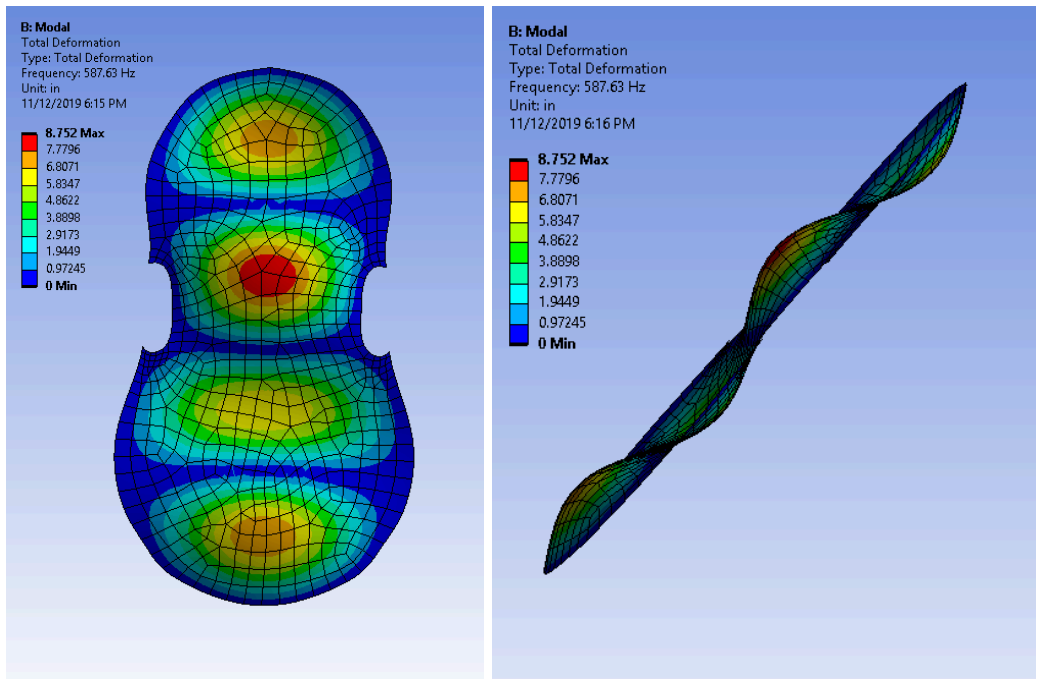 B: Modal
Total Deformation
Type: Total Deformation
Frequency: 587.63 Hz
Unit: in
11/12/2019 6:15 PM
8.752 Max
7.7796
6.8071
5.8347
4.8622
3.8898
2.9173
1.9449
0.97245
0 Min
B: Modal
Total Deformation
Type: Total Deformation
Frequency: 587.63 Hz
Unit: in
11/12/2019 6:16 PM
8.752 Max
7.7796
6.8071
5.8347
4.8622
3.8898
2.9173
1.9449
0.97245
0 Min